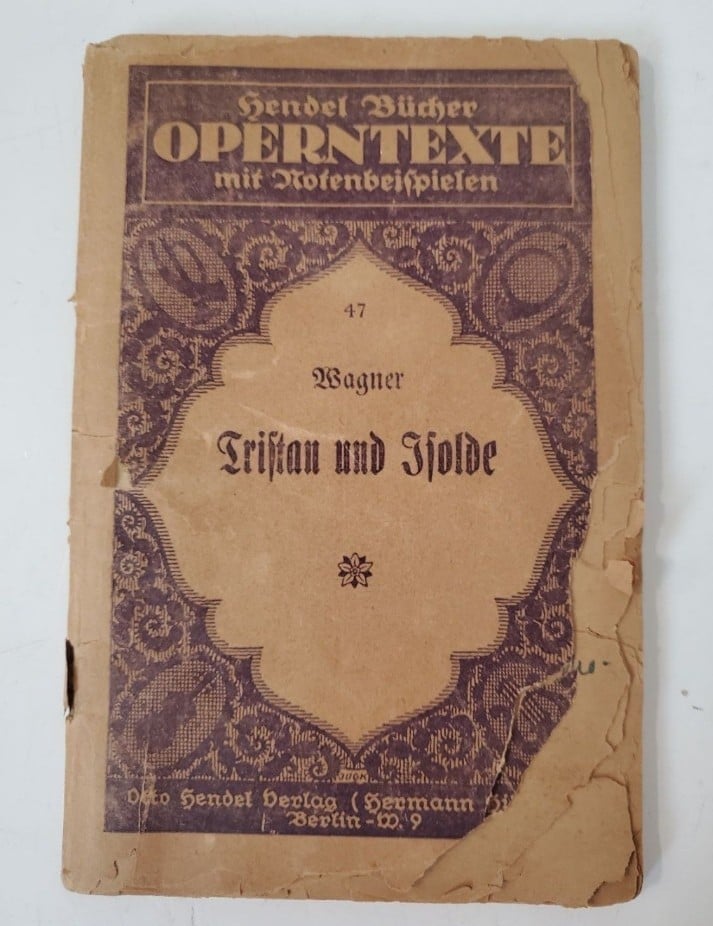 Hendel Bücher
OPERNTEXTE
mit Notenbeiſpielen
47
Wagner
Triſtan und Iſolde
Otto Hendel Verlag (Hermann
Berlin-W. 9